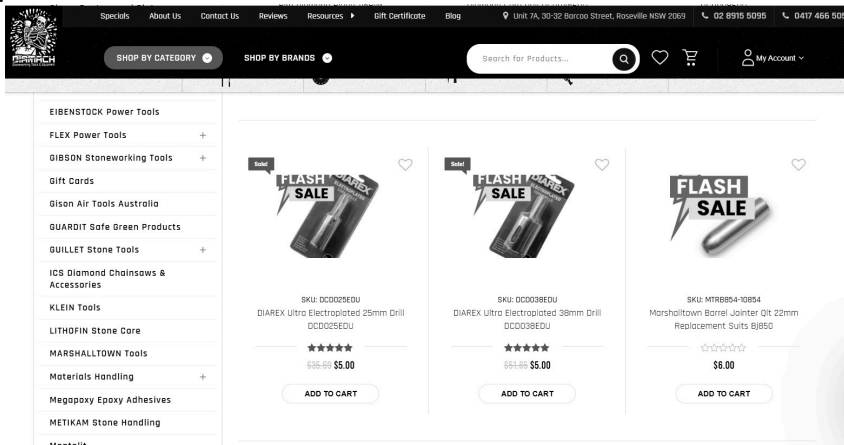 Specials
About Us
Contact Us
Reviews
Resources
Gift Certificate
Blog
Unit 7A, 30-32 Barcoo Street, Roseville NSW 2069
02 8915 5095
0417 466 505
DIAMACH
SHOP BY CATEGORY
SHOP BY BRANDS
Search for Products...
My Account
EIBENSTOCK Power Tools
FLEX Power Tools
GIBSON Stoneworking Tools
Gift Cards
Gison Air Tools Australia
GUARDIT Safe Green Products
GUILLET Stone Tools
ICS Diamond Chainsaws &
Accessories
KLEIN Tools
LITHOFIN Stone Care
MARSHALLTOWN Tools
Materials Handling
Megapoxy Epoxy Adhesives
METIKAM Stone Handling
Sale!
FLASH
SALE
DIAREX
SKU: DCD025EDU
DIAREX Ultra Electroplated 25mm Drill
DCD025EDU
$35.60 $5.00
ADD TO CART
Sale!
FLASH
SALE
DIAREX
SKU: DCD038EDU
DIAREX Ultra Electroplated 38mm Drill
DCD038EDU
$51.65 $5.00
ADD TO CART
FLASH
SALE
SKU: MTRB854-10854
Marshalltown Barrel Jointer Qlt 22mm
Replacement Suits Bj850
$6.00
ADD TO CART